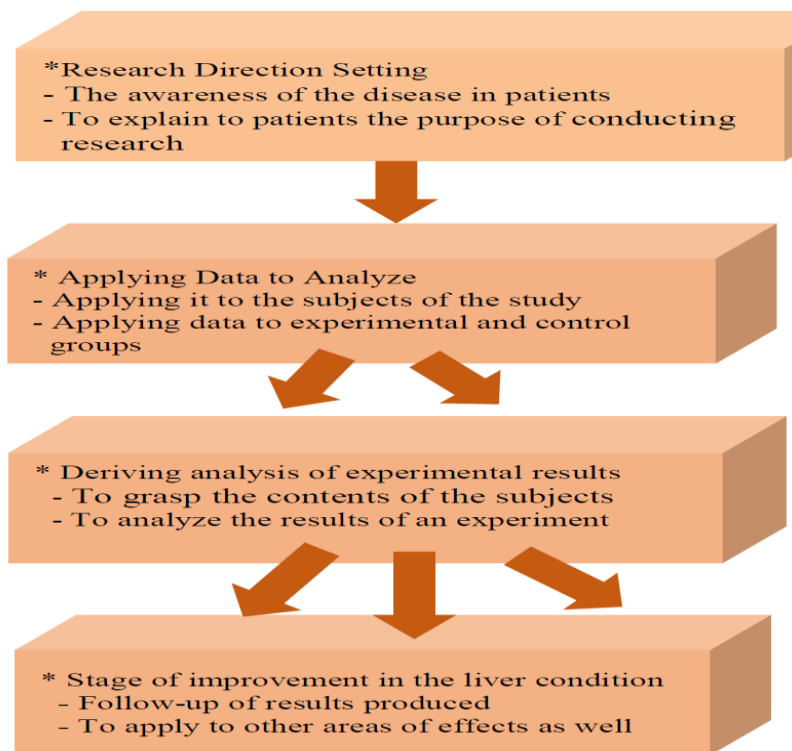 *Research Direction Setting
- The awareness of the disease in patients
- To explain to patients the purpose of conducting
research
* Applying Data to Analyze
- Applying it to the subjects of the study
- Applying data to experimental and control
groups
* Deriving analysis of experimental results
- To grasp the contents of the subjects
- To analyze the results of an experiment
* Stage of improvement in the liver condition
- Follow-up of results produced
- To apply to other areas of effects as well